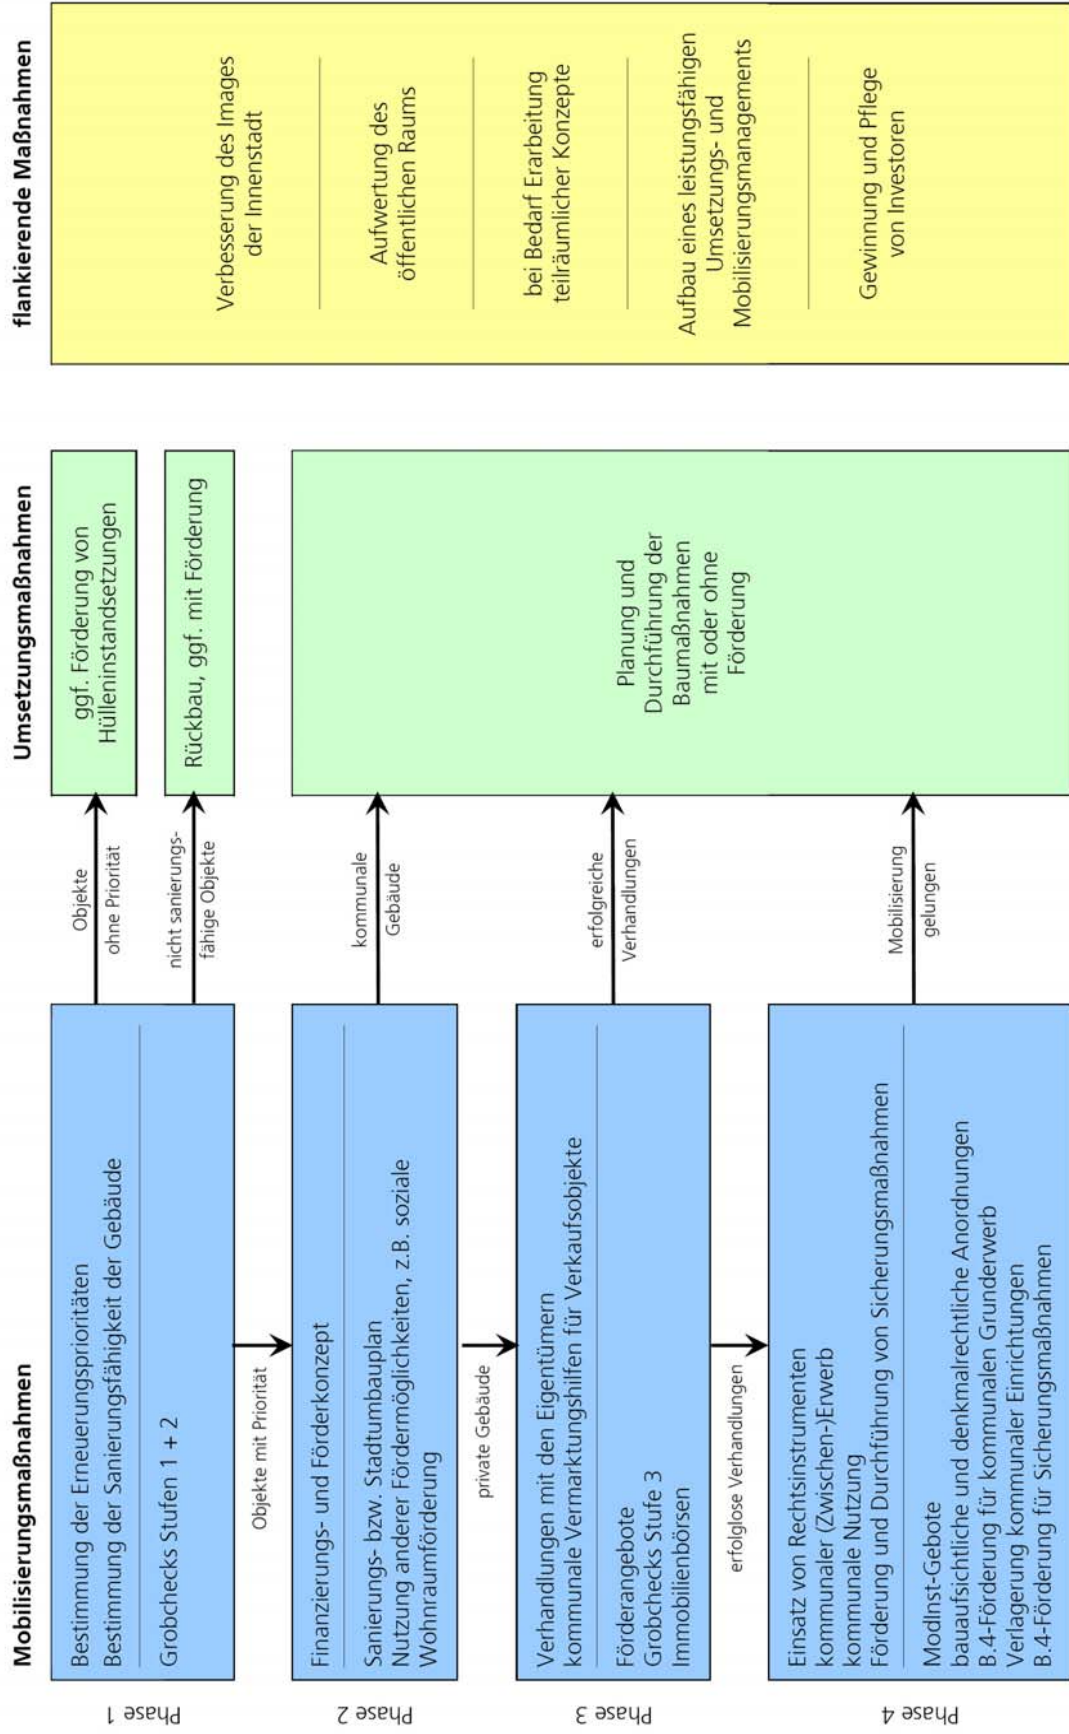 Mobilisierungsmaßnahmen
Umsetzungsmaßnahmen
flankierende Maßnahmen
Phase 1
Bestimmung der Erneuerungsprioritäten
Bestimmung der Sanierungsfähigkeit der Gebäude
Grobchecks Stufen 1 + 2
Objekte
ohne Priorität
nicht sanierungs-
fähige Objekte
ggf. Förderung von
Hülleninstandsetzungen
Rückbau, ggf. mit Förderung
Objekte mit Priorität
Phase 2
Finanzierungs- und Förderkonzept
Sanierungs- bzw. Stadtumbauplan
Nutzung anderer Fördermöglichkeiten, z.B. soziale
Wohnraumförderung
kommunale
Gebäude
private Gebäude
Phase 3
Verhandlungen mit den Eigentümern
kommunale Vermarktungshilfen für Verkaufsobjekte
Förderangebote
Grobchecks Stufe 3
Immobilienbörsen
erfolgreiche
Verhandlungen
erfolglose Verhandlungen
Phase 4
Einsatz von Rechtsinstrumenten
kommunaler (Zwischen-)Erwerb
kommunale Nutzung
Förderung und Durchführung von Sicherungsmaßnahmen
ModInst-Gebote
bauaufsichtliche und denkmalrechtliche Anordnungen
B.4-Förderung für kommunalen Grunderwerb
Verlagerung kommunaler Einrichtungen
B.4-Förderung für Sicherungsmaßnahmen
Mobilisierung
gelungen
Planung und
Durchführung der
Baumaßnahmen
mit oder ohne
Förderung
Verbesserung des Images
der Innenstadt
Aufwertung des
öffentlichen Raums
bei Bedarf Erarbeitung
teilräumlicher Konzepte
Aufbau eines leistungsfähigen
Umsetzungs- und
Mobilisierungsmanagements
Gewinnung und Pflege
von Investoren